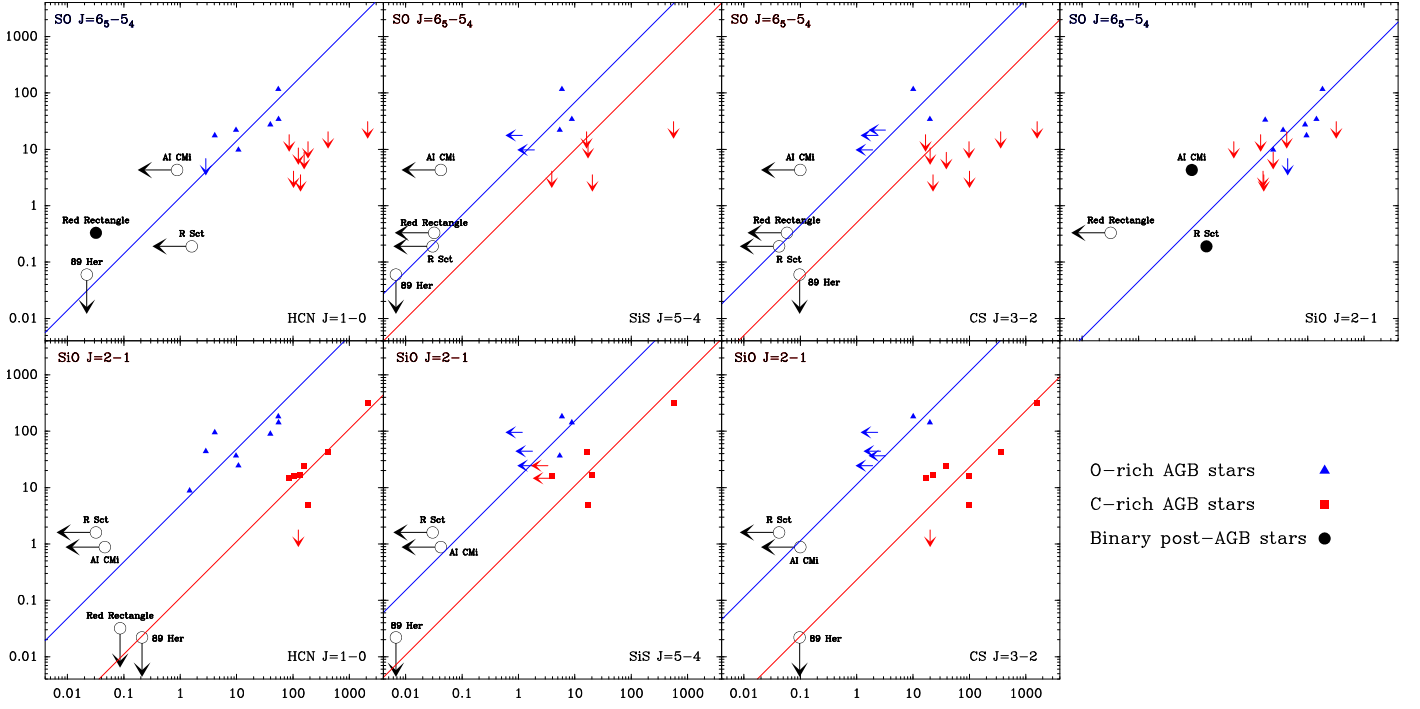 SO J=6₅−5₄
SO J=6₅−5₄
SO J=6₅−5₄
SO J=6₅−5₄
1000
100
10
1
0.1
0.01
AI CMi
Red Rectangle
R Sct
89 Her
HCN J=1−0
AI CMi
Red Rectangle
R Sct
89 Her
SiS J=5−4
AI CMi
Red Rectangle
R Sct
89 Her
CS J=3−2
AI CMi
Red Rectangle
R Sct
SiO J=2−1
SiO J=2−1
SiO J=2−1
SiO J=2−1
1000
100
10
1
0.1
0.01
R Sct
AI CMi
Red Rectangle
89 Her
HCN J=1−0
R Sct
AI CMi
89 Her
SiS J=5−4
R Sct
AI CMi
89 Her
CS J=3−2
0.01 0.1 1 10 100 1000
0.01 0.1 1 10 100 1000
0.01 0.1 1 10 100 1000
O−rich AGB stars
C−rich AGB stars
Binary post−AGB stars